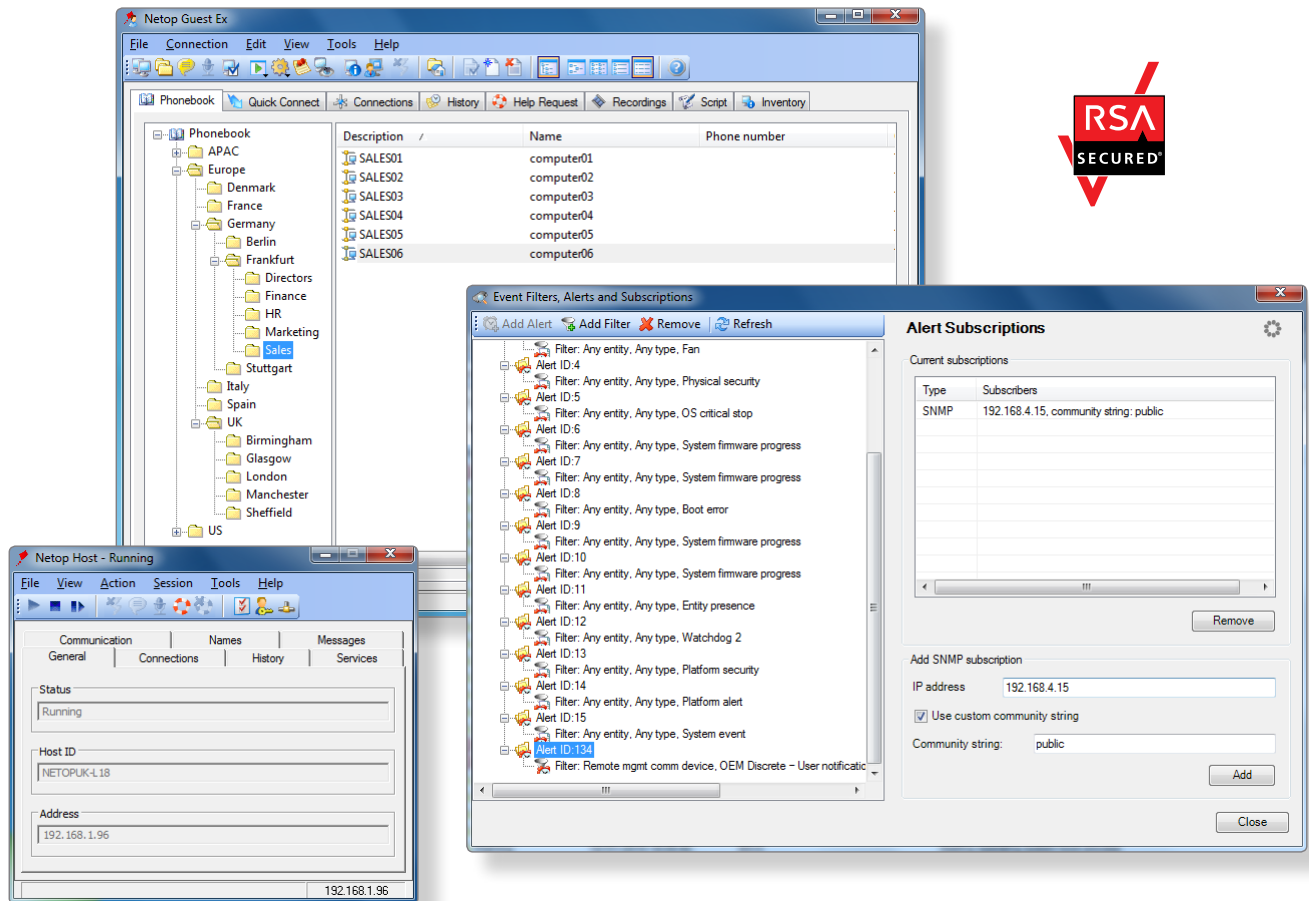 Netop Guest Ex
File Connection Edit View Tools Help
Phonebook Quick Connect Connections History Help Request Recordings Script Inventory
Phonebook
APAC
Europe
Denmark
France
Germany
Berlin
Frankfurt
Directors
Finance
HR
Marketing
Sales
Stuttgart
Italy
Spain
UK
Birmingham
Glasgow
London
Manchester
Sheffield
US
Description / Name Phone number
SALES01 computer01
SALES02 computer02
SALES03 computer03
SALES04 computer04
SALES05 computer05
SALES06 computer06
RSA
SECURED®
Event Filters, Alerts and Subscriptions
Add Alert Add Filter Remove Refresh
Filter: Any entity, Any type, Fan
Alert ID:4
Filter: Any entity, Any type, Physical security
Alert ID:5
Filter: Any entity, Any type, OS critical stop
Alert ID:6
Filter: Any entity, Any type, System firmware progress
Alert ID:7
Filter: Any entity, Any type, System firmware progress
Alert ID:8
Filter: Any entity, Any type, Boot error
Alert ID:9
Filter: Any entity, Any type, System firmware progress
Alert ID:10
Filter: Any entity, Any type, System firmware progress
Alert ID:11
Filter: Any entity, Any type, Entity presence
Alert ID:12
Filter: Any entity, Any type, Watchdog 2
Alert ID:13
Filter: Any entity, Any type, Platform security
Alert ID:14
Filter: Any entity, Any type, Platform alert
Alert ID:15
Filter: Any entity, Any type, System event
Alert ID:134
Filter: Remote mgmt comm device, OEM Discrete - User notificatic
Alert Subscriptions
Current subscriptions
Type Subscribers
SNMP 192.168.4.15, community string: public
Remove
Add SNMP subscription
IP address 192.168.4.15
Use custom community string
Community string: public
Add
Close
Netop Host - Running
File View Action Session Tools Help
Communication Names Messages
General Connections History Services
Status
Running
Host ID
NETOPUK-L18
Address
192.168.1.96
192.168.1.96